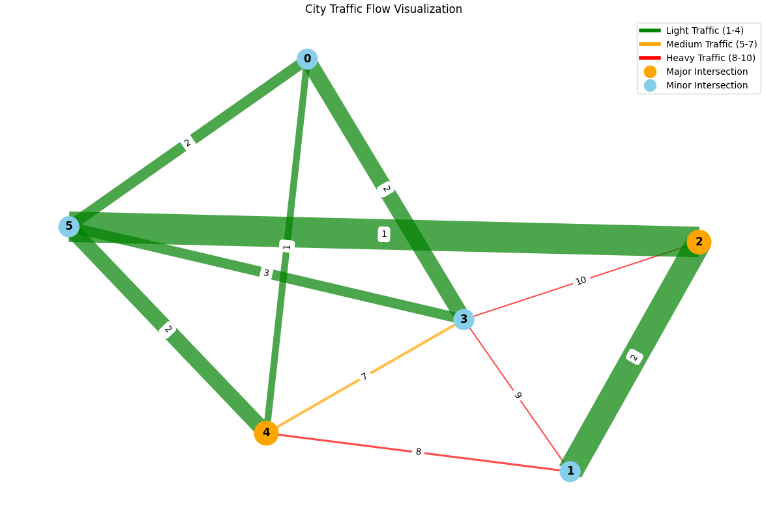 City Traffic Flow Visualization
Light Traffic (1-4)
Medium Traffic (5-7)
Heavy Traffic (8-10)
Major Intersection
Minor Intersection
0
2
2
5
1
1
2
3
10
3
2
2
7
9
4
8
1